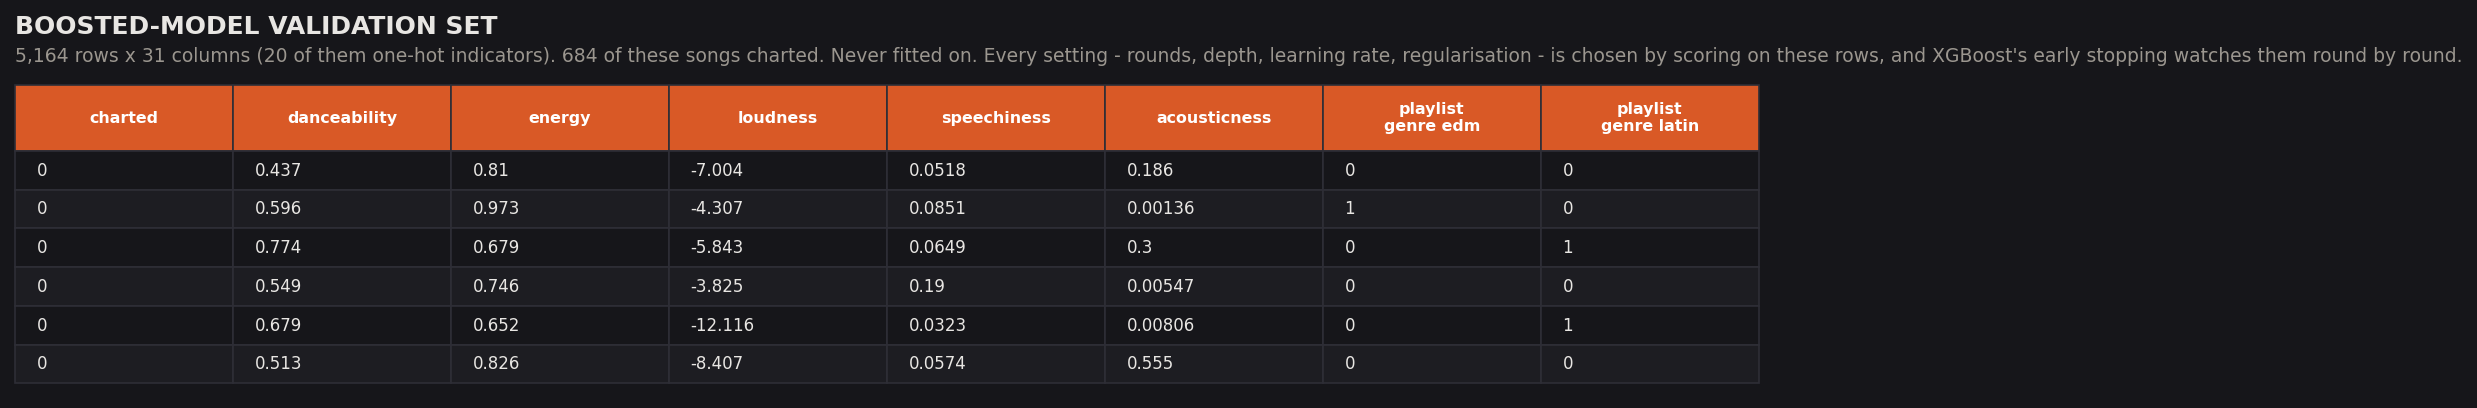 BOOSTED-MODEL VALIDATION SET
5,164 rows x 31 columns (20 of them one-hot indicators). 684 of these songs charted. Never fitted on. Every setting - rounds, depth, learning rate, regularisation - is chosen by scoring on these rows, and XGBoost's early stopping watches them round by round.
charted danceability energy loudness speechiness acousticness playlist genre edm playlist genre latin
0 0.437 0.81 -7.004 0.0518 0.186 0 0
0 0.596 0.973 -4.307 0.0851 0.00136 1 0
0 0.774 0.679 -5.843 0.0649 0.3 0 1
0 0.549 0.746 -3.825 0.19 0.00547 0 0
0 0.679 0.652 -12.116 0.0323 0.00806 0 1
0 0.513 0.826 -8.407 0.0574 0.555 0 0